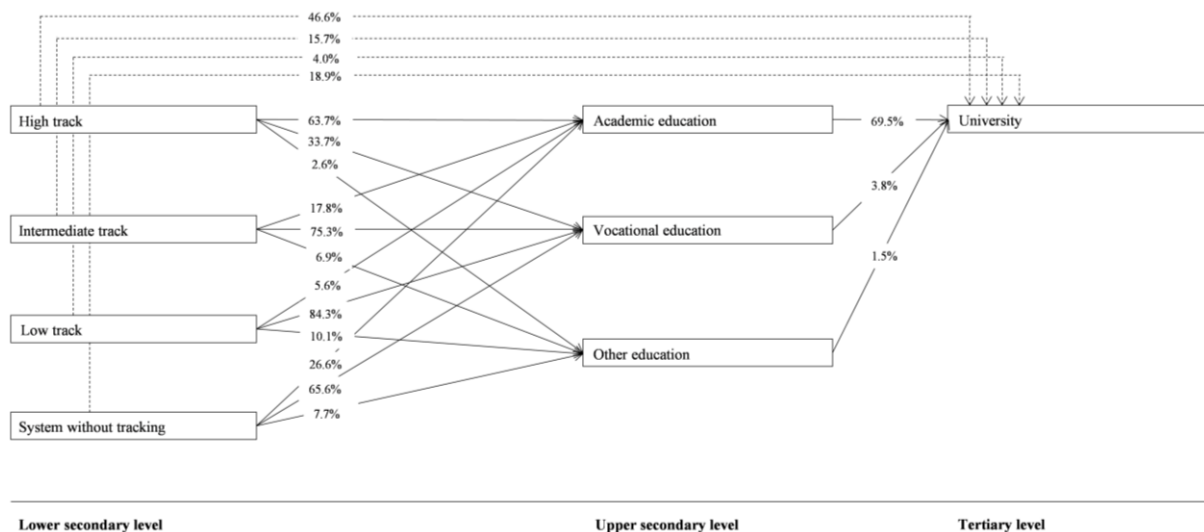 46.6%
15.7%
4.0%
18.9%
High track
63.7%
Academic education
69.5%
University
33.7%
2.6%
3.8%
17.8%
Intermediate track
75.3%
Vocational education
6.9%
1.5%
5.6%
84.3%
Low track
10.1%
Other education
26.6%
65.6%
7.7%
System without tracking
Lower secondary level
Upper secondary level
Tertiary level